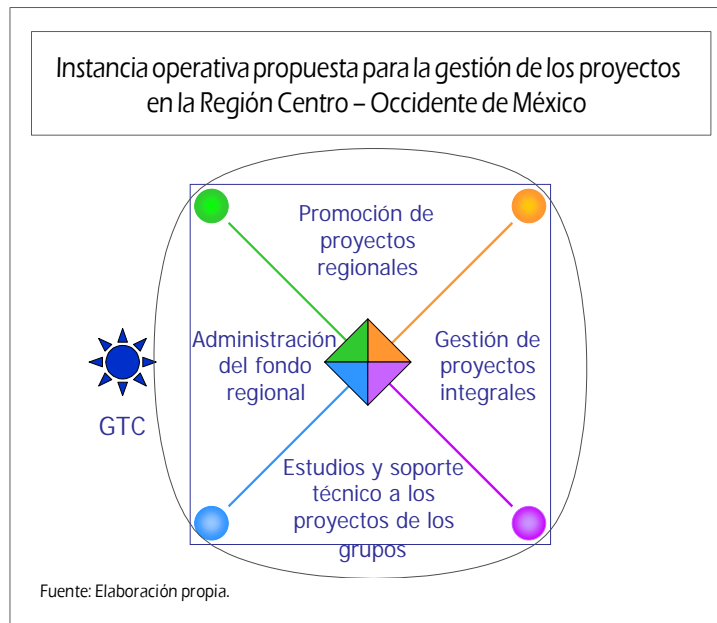 Instancia operativa propuesta para la gestión de los proyectos
en la Región Centro – Occidente de México
Promoción de
proyectos
regionales
Administración
del fondo
regional
Gestión de
proyectos
integrales
GTC
Estudios y soporte
técnico a los
proyectos de los
grupos
Fuente: Elaboración propia.